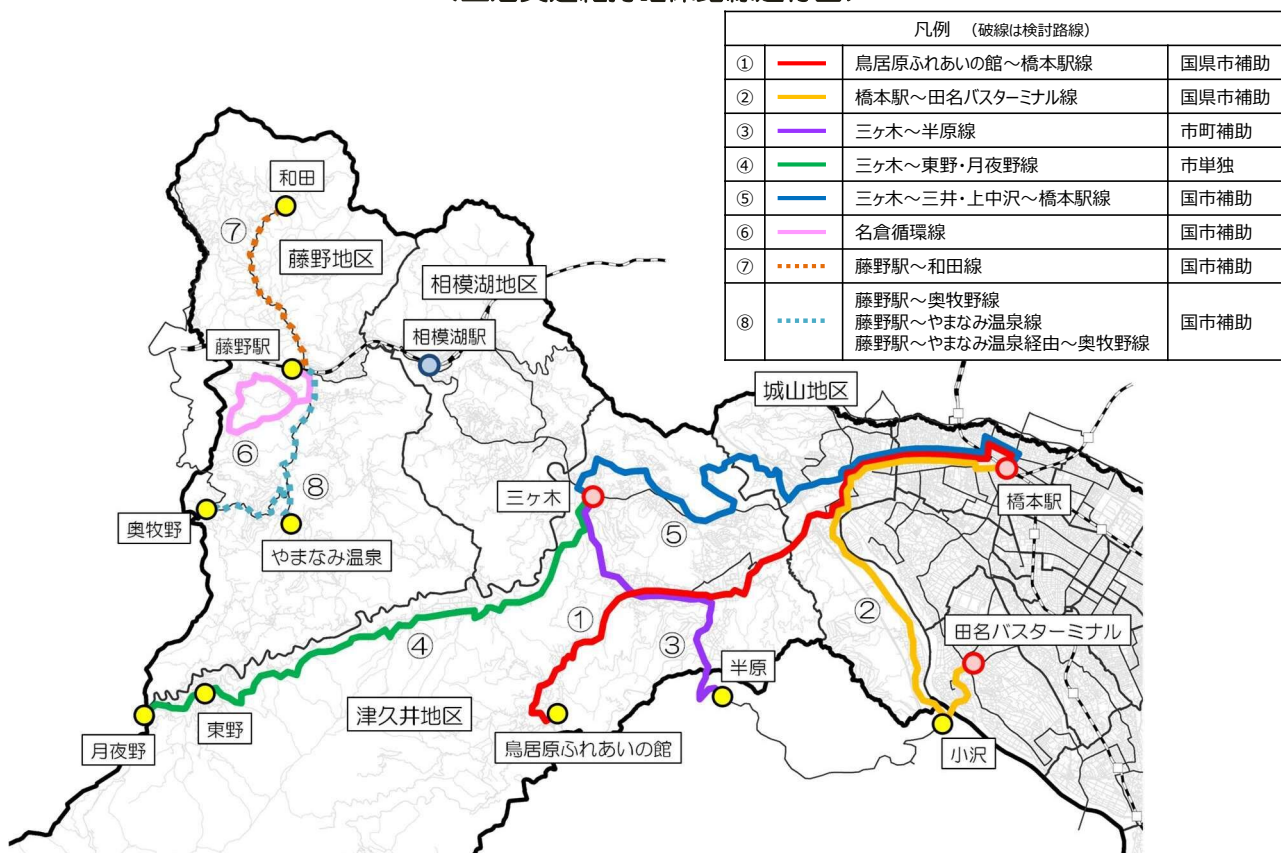 凡例 （破線は検討路線）
① 鳥居原ふれあいの館～橋本駅線 国県市補助
② 橋本駅～田名バスターミナル線 国県市補助
③ 三ヶ木～半原線 市町補助
④ 三ヶ木～東野・月夜野線 市単独
⑤ 三ヶ木～三井・上中沢～橋本駅線 国市補助
⑥ 名倉循環線 国市補助
⑦ 藤野駅～和田線 国市補助
⑧ 藤野駅～奥牧野線
藤野駅～やまなみ温泉線
藤野駅～やまなみ温泉経由～奥牧野線
国市補助
和田
⑦
藤野地区
相模湖地区
藤野駅
相模湖駅
城山地区
⑥
⑧
三ヶ木
橋本駅
奥牧野
やまなみ温泉
⑤
①
②
④
③
田名バスターミナル
半原
東野
津久井地区
月夜野
鳥居原ふれあいの館
小沢